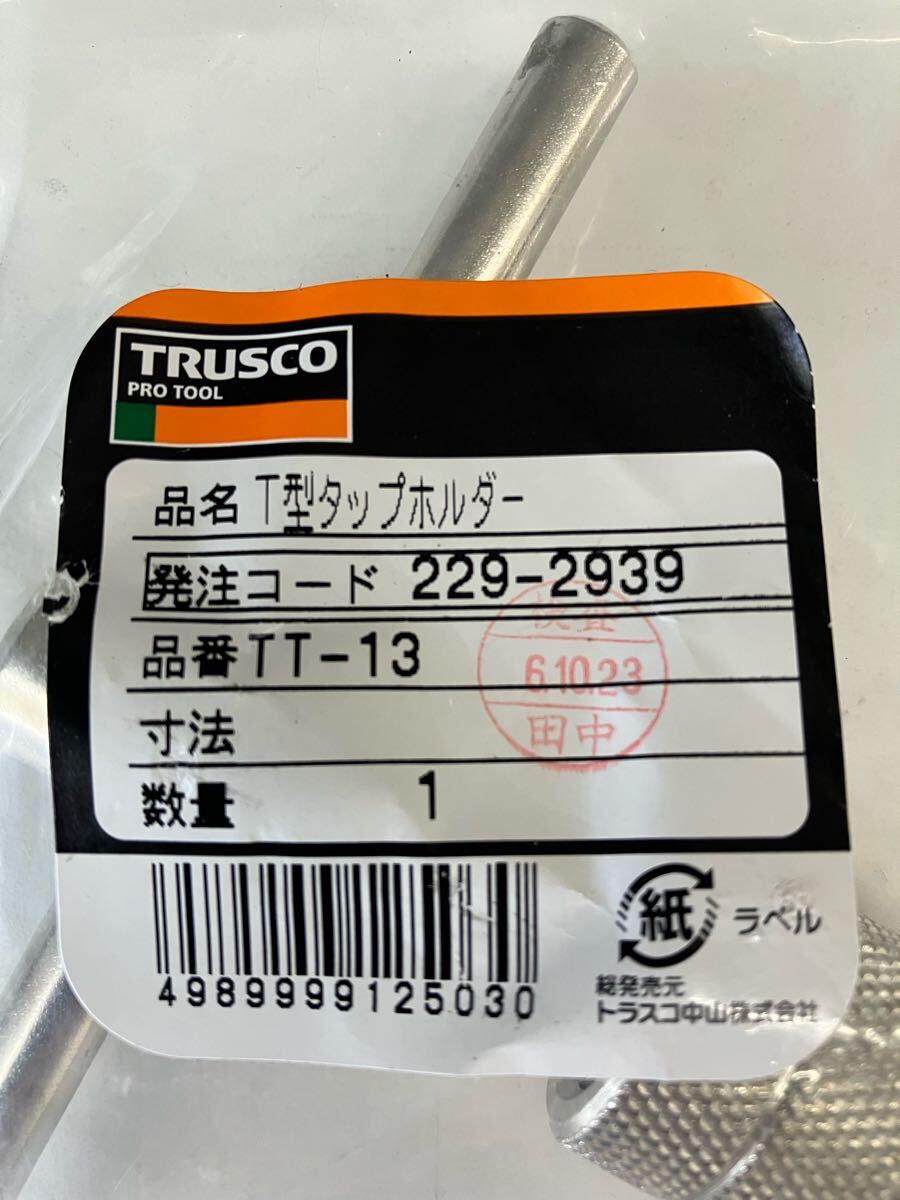 TRUSCO
PRO TOOL
品名 T型タップホルダー
発注コード 229-2939
品番 TT-13
検査
6.10.23
田中
寸法
数量 1
4989999125030
紙
ラベル
総発売元
トラスコ中山株式会社